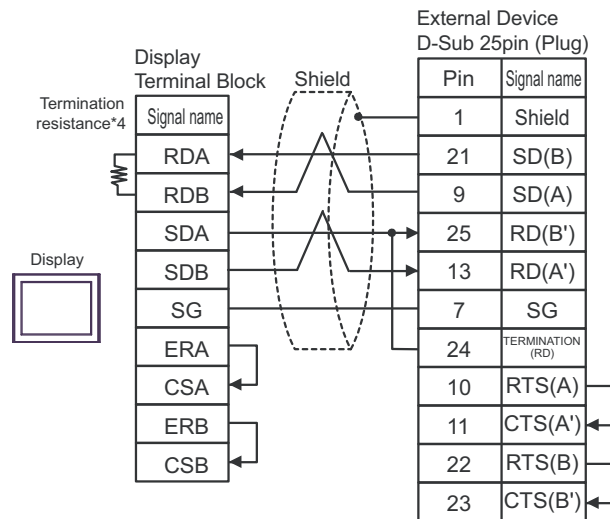 External Device
D-Sub 25pin (Plug)
Display
Terminal Block
Shield
Termination
resistance*4
Signal name
RDA
RDB
SDA
SDB
SG
ERA
CSA
ERB
CSB
Display
Pin Signal name
1 Shield
21 SD(B)
9 SD(A)
25 RD(B')
13 RD(A')
7 SG
24 TERMINATION
(RD)
10 RTS(A)
11 CTS(A')
22 RTS(B)
23 CTS(B')